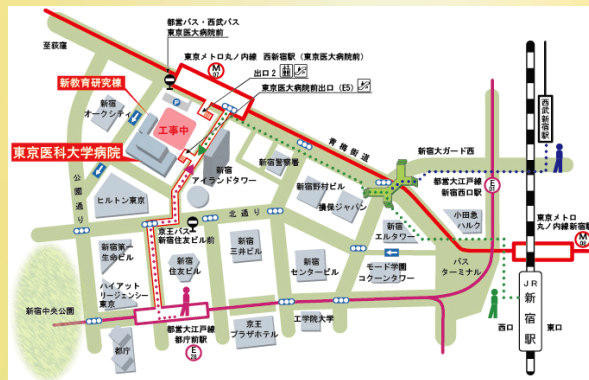 都営バス・西武バス
東京医大病院前
至荻窪
東京メトロ丸ノ内線 西新宿駅（東京医大病院前）
M
07
出口2
東京医大病院前出口（E5）
新教育研究棟
P
新宿
オークシティ
工事中
東京医科大学病院
青梅街道
西武新宿駅
新宿大ガード西
新宿警察署
新宿
アイランドタワー
新宿野村ビル
損保ジャパン
都営大江戸線
新宿西口駅
E
01
公園通り
ヒルトン東京
北通り
小田急
ハルク
東京メトロ
丸ノ内線新宿駅
M
08
京王バス
新宿住友ビル前
新宿
エルタワー
新宿第一
生命ビル
新宿
住友ビル
新宿
三井ビル
新宿
センタービル
モード学園
コクーンタワー
バス
ターミナル
ハイアット
リージェンシー
東京
新宿中央公園
都営大江戸線
都庁前駅
E
28
都庁
京王
プラザホテル
工学院大学
西口
JR新宿駅
東口